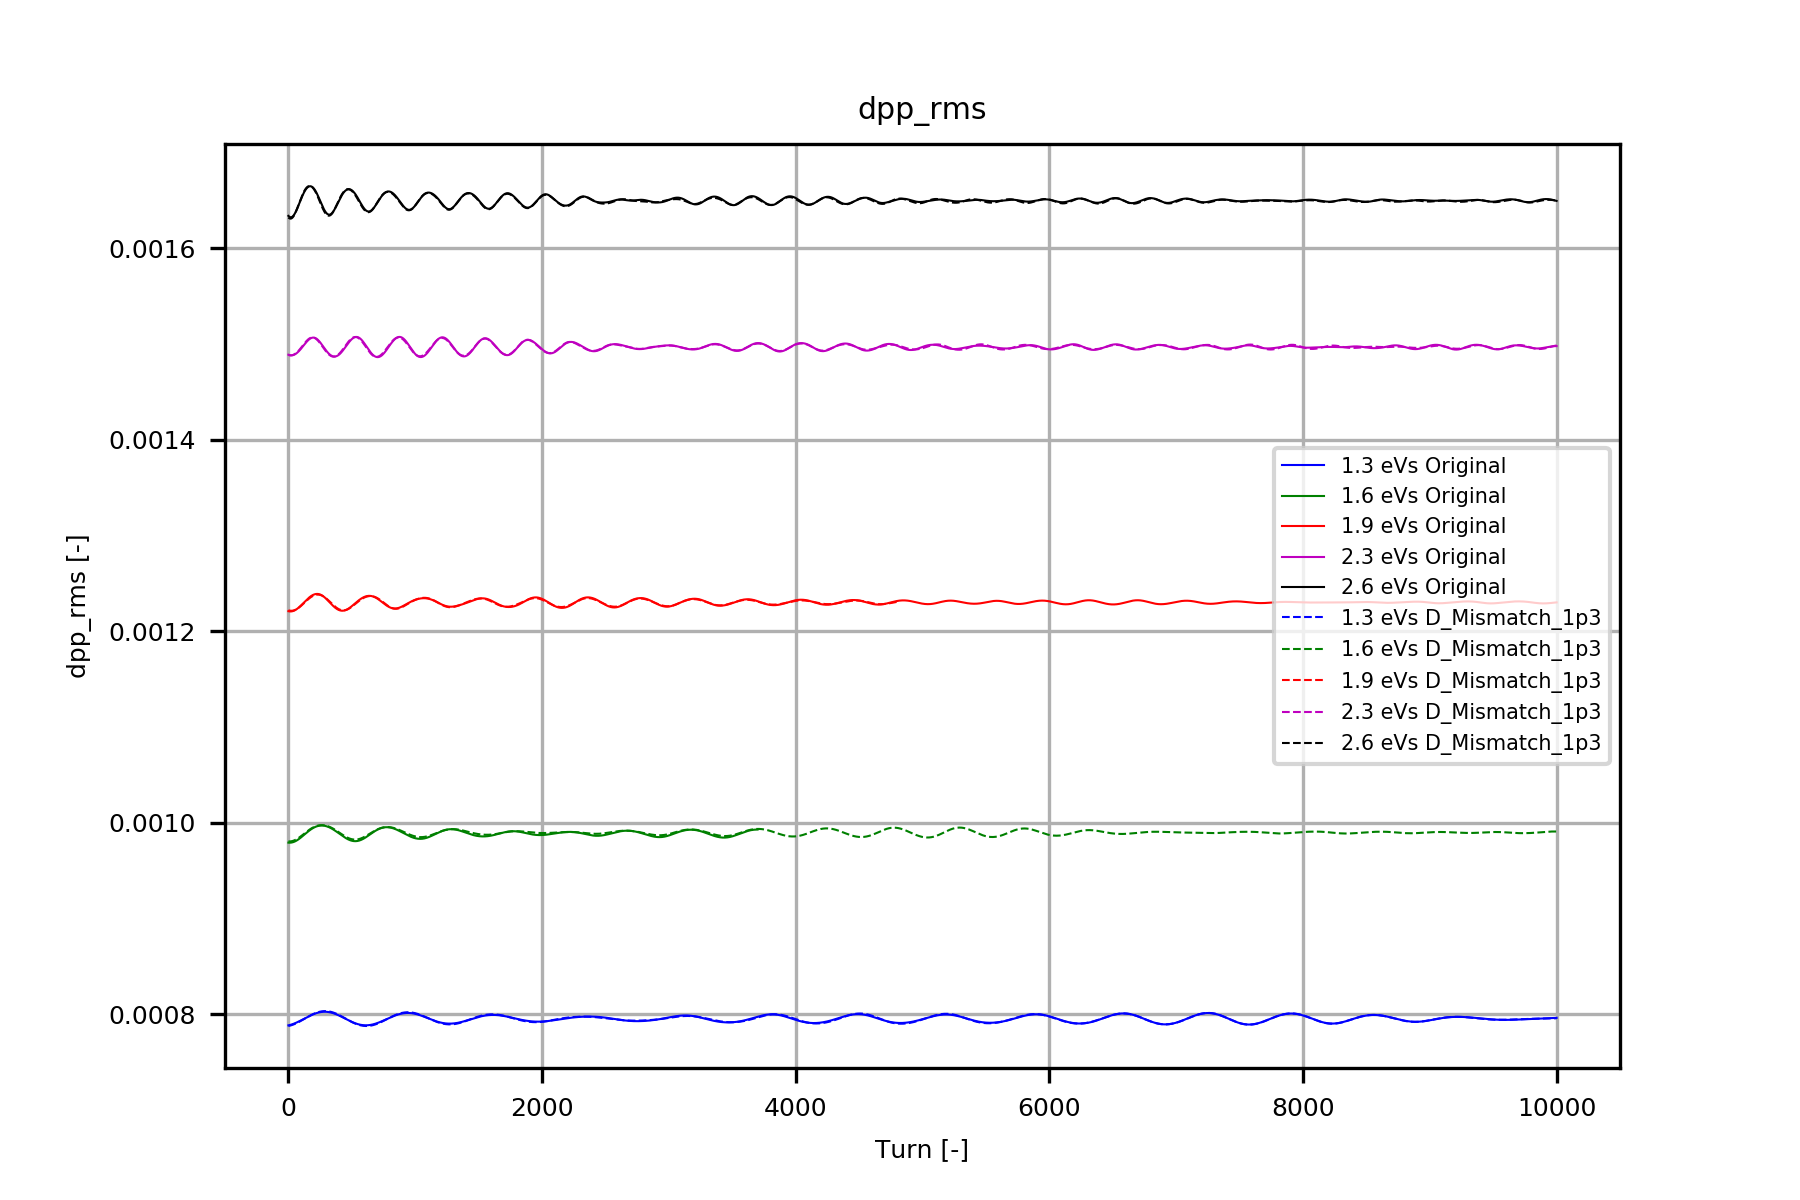 dpp_rms
0.0016
0.0014
0.0012
0.0010
0.0008
dpp_rms [-]
1.3 eVs Original
1.6 eVs Original
1.9 eVs Original
2.3 eVs Original
2.6 eVs Original
1.3 eVs D_Mismatch_1p3
1.6 eVs D_Mismatch_1p3
1.9 eVs D_Mismatch_1p3
2.3 eVs D_Mismatch_1p3
2.6 eVs D_Mismatch_1p3
0 2000 4000 6000 8000 10000
Turn [-]